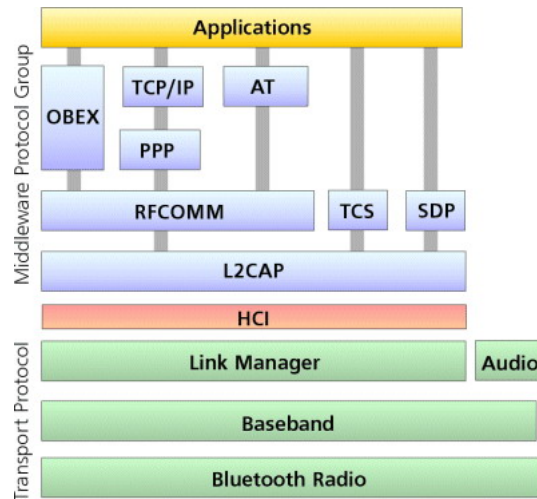 Applications
Middleware Protocol Group
OBEX
TCP/IP
AT
PPP
RFCOMM
TCS
SDP
L2CAP
HCI
Transport Protocol
Link Manager
Audio
Baseband
Bluetooth Radio